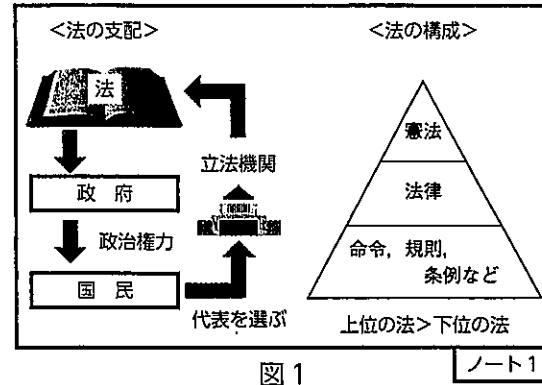 ＜法の支配＞
法
政府
政治権力
国民
立法機関
代表を選ぶ
＜法の構成＞
憲法
法律
命令，規則，
条例など
上位の法＞下位の法
ノート1
図1